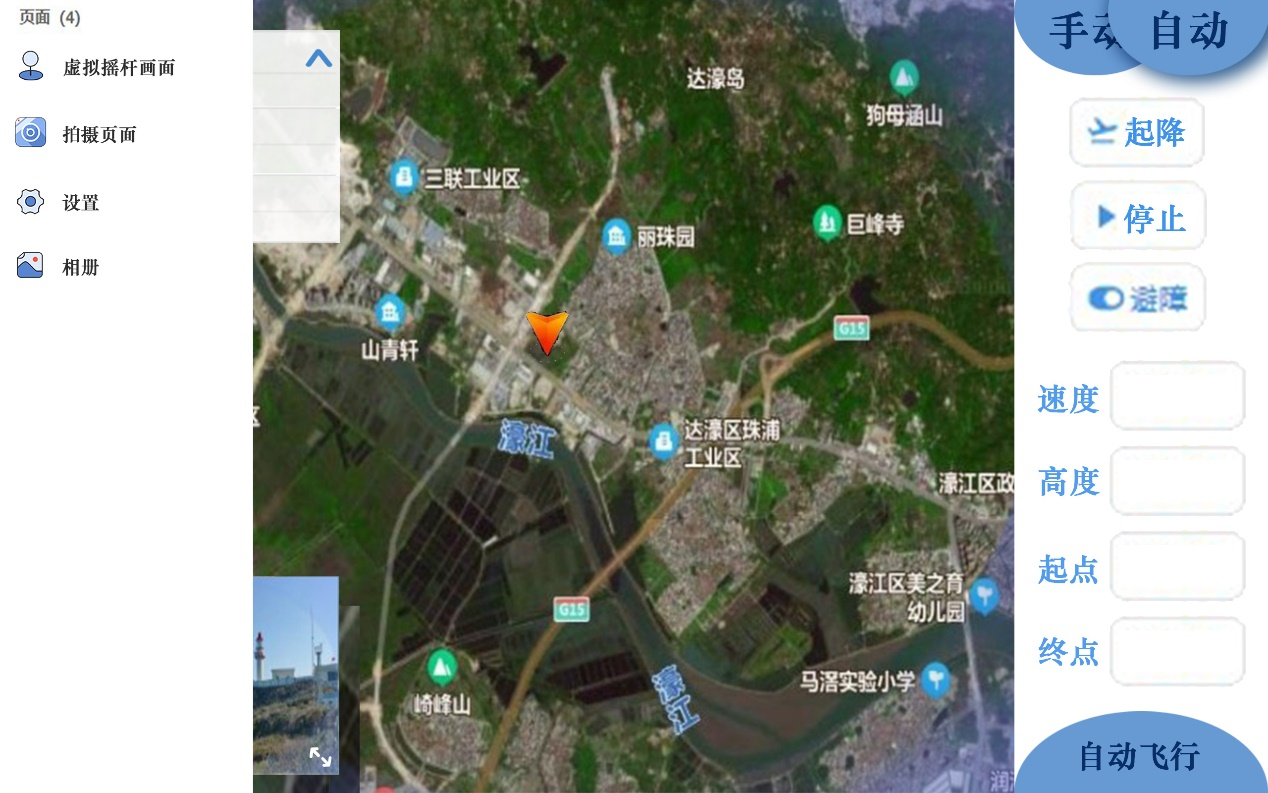 页面 (4)
虚拟摇杆画面
拍摄页面
设置
相册
达濠岛
狗母涵山
三联工业区
丽珠园
巨峰寺
山青轩
G15
区
濠江
达濠区珠浦
工业区
濠江区政
濠江区美之育
幼儿园
G15
马滘实验小学
崎峰山
濠江
手动
自动
起降
停止
避障
速度
高度
起点
终点
自动飞行